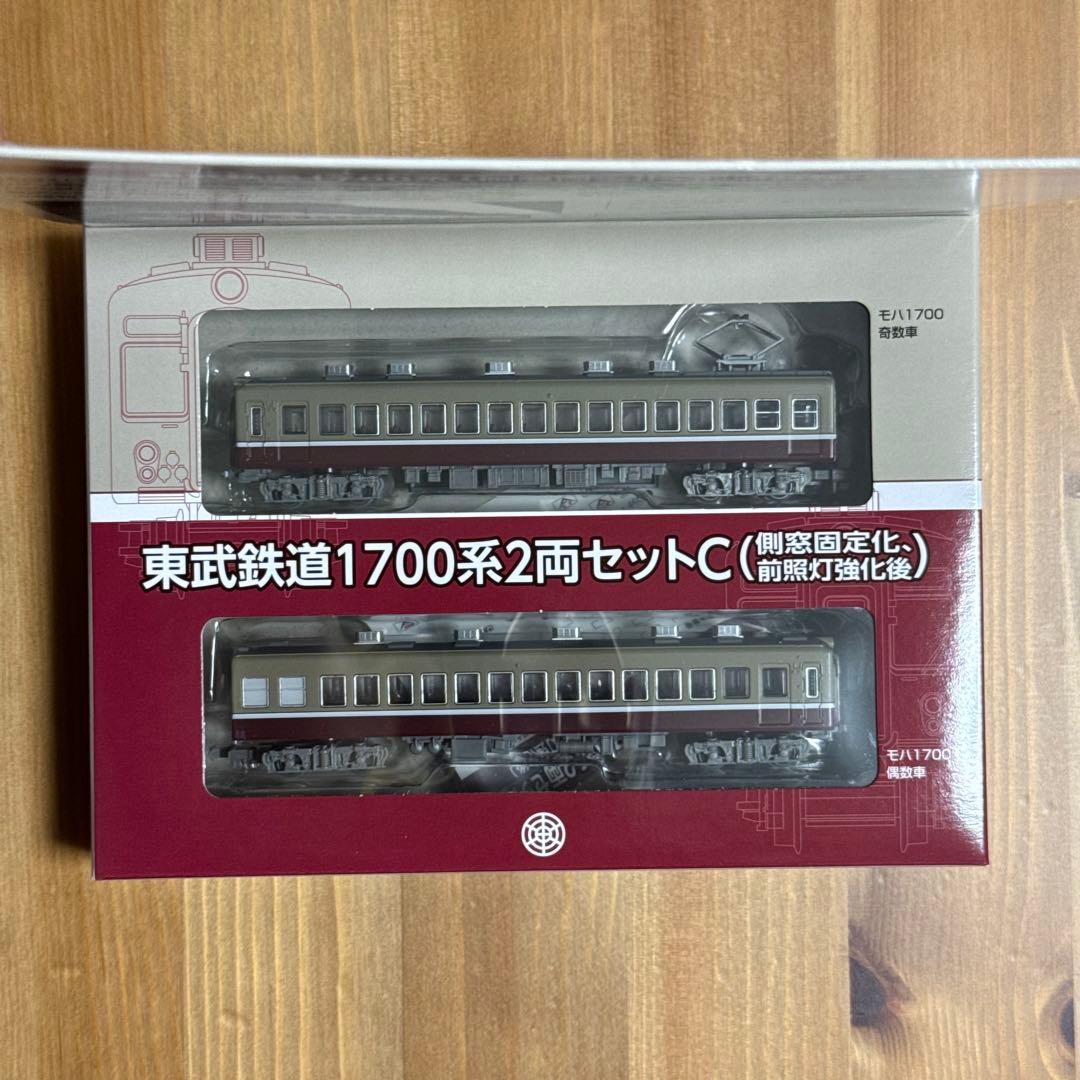 モハ1700
奇数車
東武鉄道1700系2両セットC(側窓固定化、
前照灯強化後)
モハ1700
偶数車